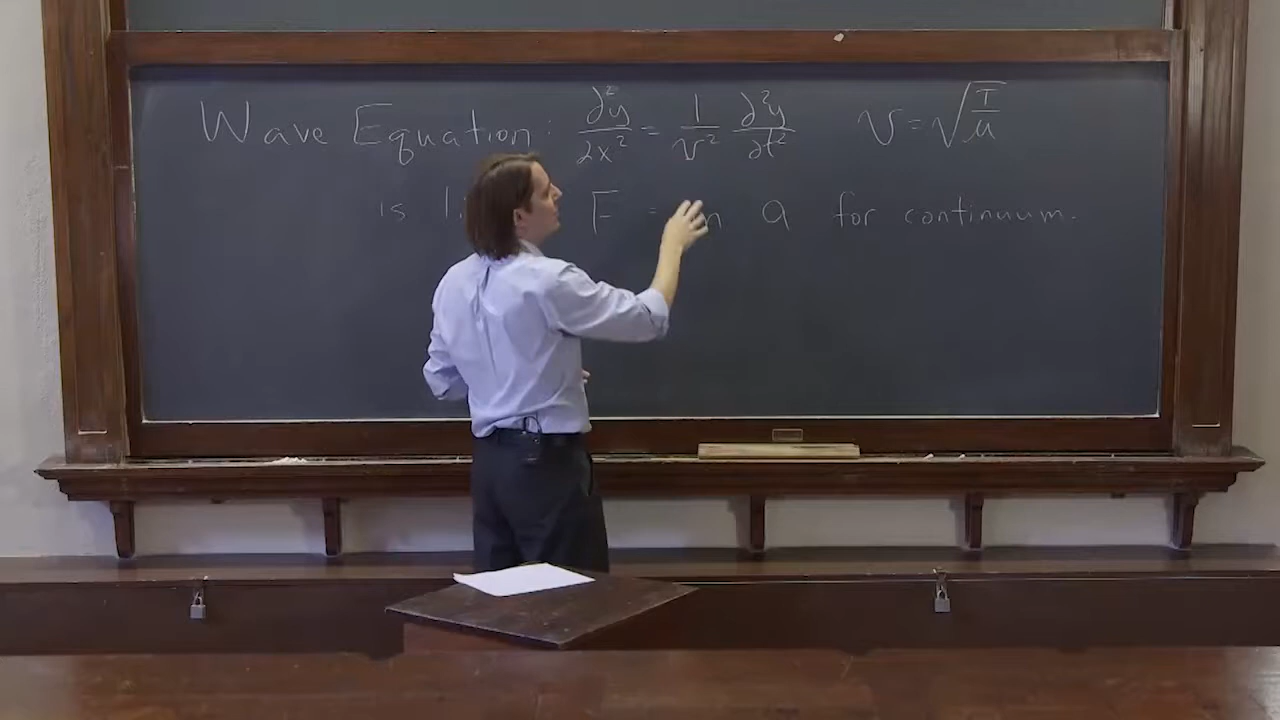 Wave Equation: ∂²y/∂x² = 1/v² ∂²y/∂t² v = √(T/μ)
is F = a for continuum.